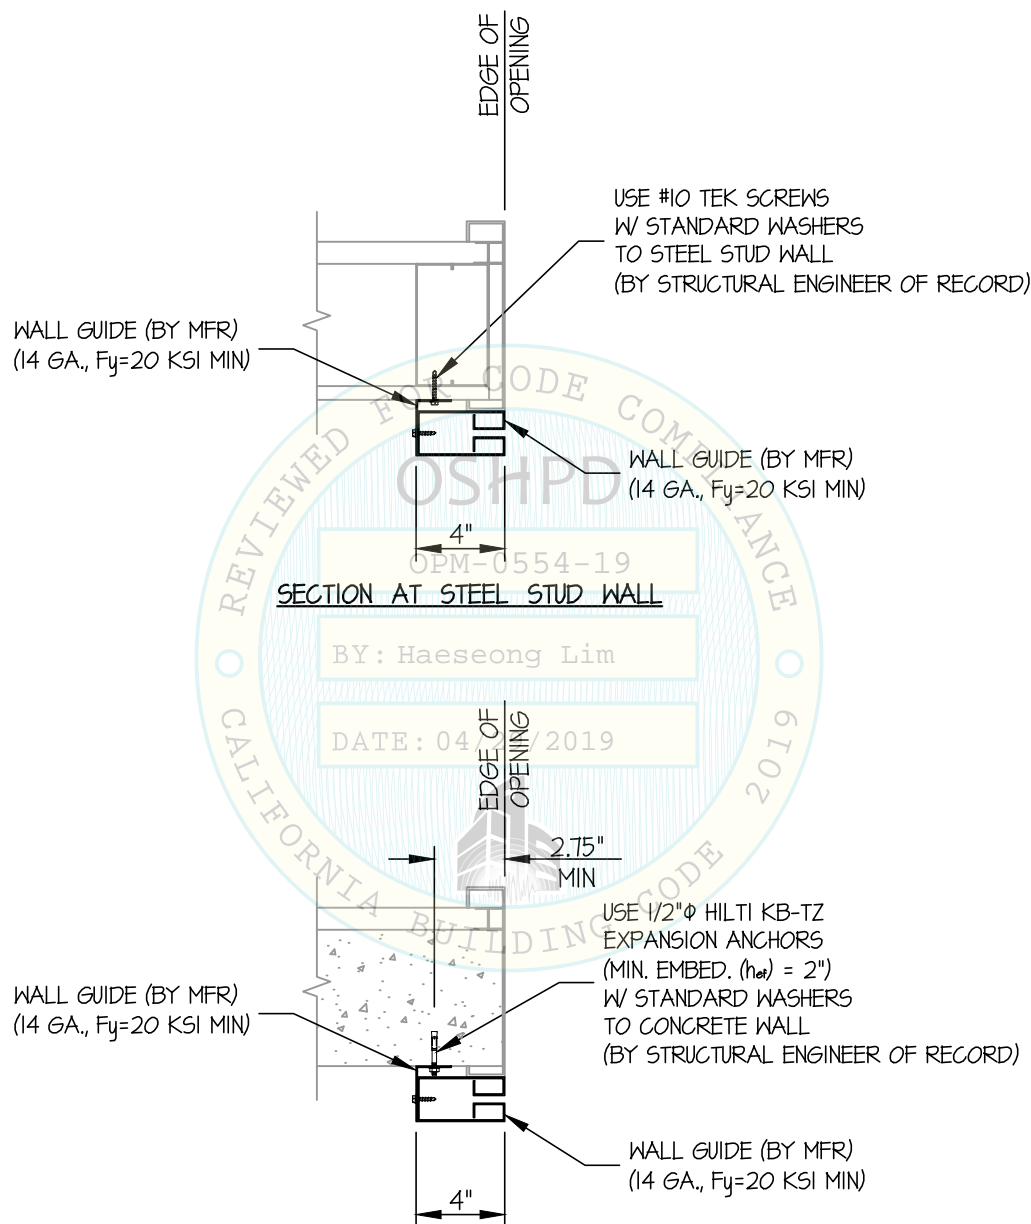 EDGE OF
OPENING
USE #10 TEK SCREWS
W/ STANDARD WASHERS
TO STEEL STUD WALL
(BY STRUCTURAL ENGINEER OF RECORD)
WALL GUIDE (BY MFR)
(14 GA., Fy=20 KSI MIN)
WALL GUIDE (BY MFR)
(14 GA., Fy=20 KSI MIN)
4"
SECTION AT STEEL STUD WALL
REVIEWED FOR CODE COMPLIANCE
OSHPD
OPM-0554-19
BY: Haeseong Lim
DATE: 04/2 /2019
CALIFORNIA BUILDING CODE 2019
EDGE OF
OPENING
2.75"
MIN
USE 1/2"Φ HILTI KB-TZ
EXPANSION ANCHORS
(MIN. EMBED. (hef) = 2")
W/ STANDARD WASHERS
TO CONCRETE WALL
(BY STRUCTURAL ENGINEER OF RECORD)
WALL GUIDE (BY MFR)
(14 GA., Fy=20 KSI MIN)
WALL GUIDE (BY MFR)
(14 GA., Fy=20 KSI MIN)
4"